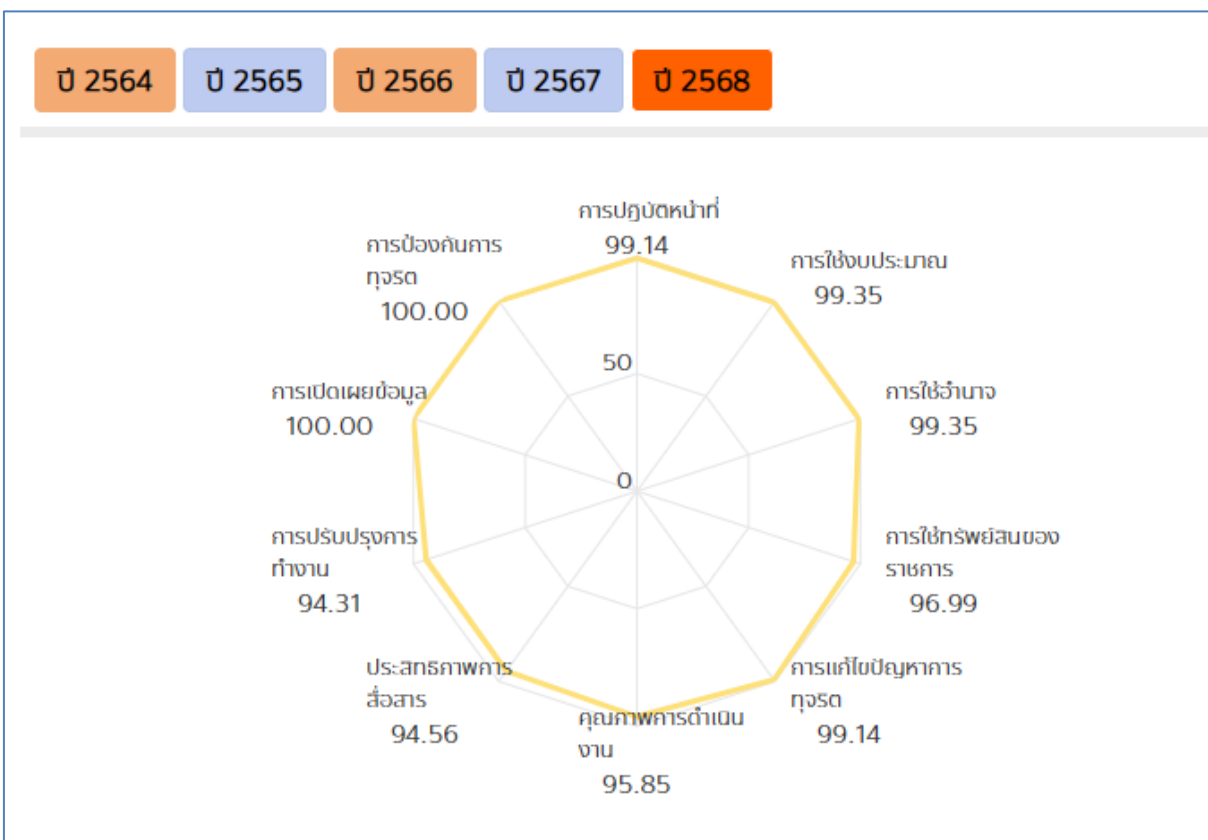 ปี 2564 ปี 2565 ปี 2566 ปี 2567 ปี 2568
การปฏิบัติหน้าที่
99.14
การใช้งบประมาณ
99.35
การใช้อำนาจ
99.35
การใช้ทรัพย์สินของ
ราชการ
96.99
การแก้ไขปัญหาการ
ทุจริต
99.14
คุณภาพการดำเนิน
งาน
95.85
ประสิทธิภาพการ
สื่อสาร
94.56
การปรับปรุงการ
ทำงาน
94.31
การเปิดเผยข้อมูล
100.00
การป้องกันการ
ทุจริต
100.00
50
0